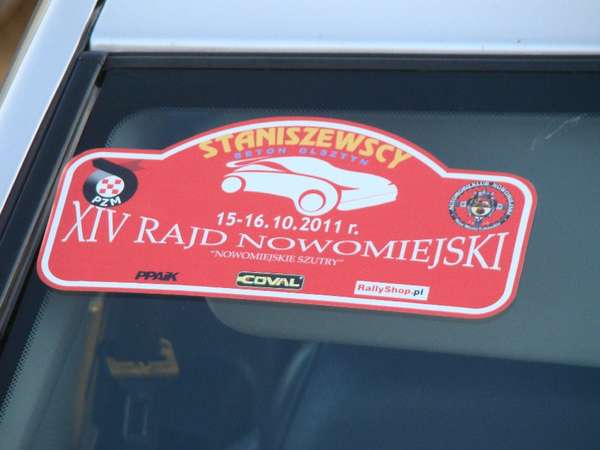 STANISZEWSCY
BETON OLSZTYN
PZM
15-16.10.2011 r.
XIV RAJD NOWOMIEJSKI
"NOWOMIEJSKIE SZUTRY"
PPAiK
COVAL
RallyShop.pl